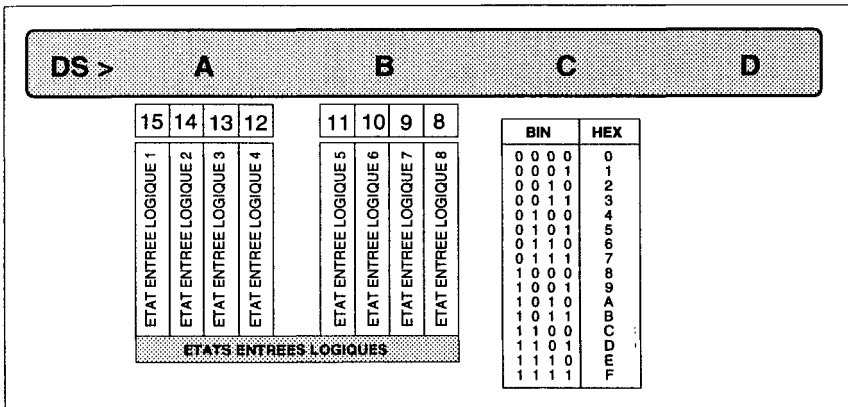 DS > A B C D
15 14 13 12 11 10 9 8
ETAT ENTREE LOGIQUE 1
ETAT ENTREE LOGIQUE 2
ETAT ENTREE LOGIQUE 3
ETAT ENTREE LOGIQUE 4
ETAT ENTREE LOGIQUE 5
ETAT ENTREE LOGIQUE 6
ETAT ENTREE LOGIQUE 7
ETAT ENTREE LOGIQUE 8
ETATS ENTREES LOGIQUES
BIN HEX
0 0 0 0 0
0 0 0 1 1
0 0 1 0 2
0 0 1 1 3
0 1 0 0 4
0 1 0 1 5
0 1 1 0 6
0 1 1 1 7
1 0 0 0 8
1 0 0 1 9
1 0 1 0 A
1 0 1 1 B
1 1 0 0 C
1 1 0 1 D
1 1 1 0 E
1 1 1 1 F